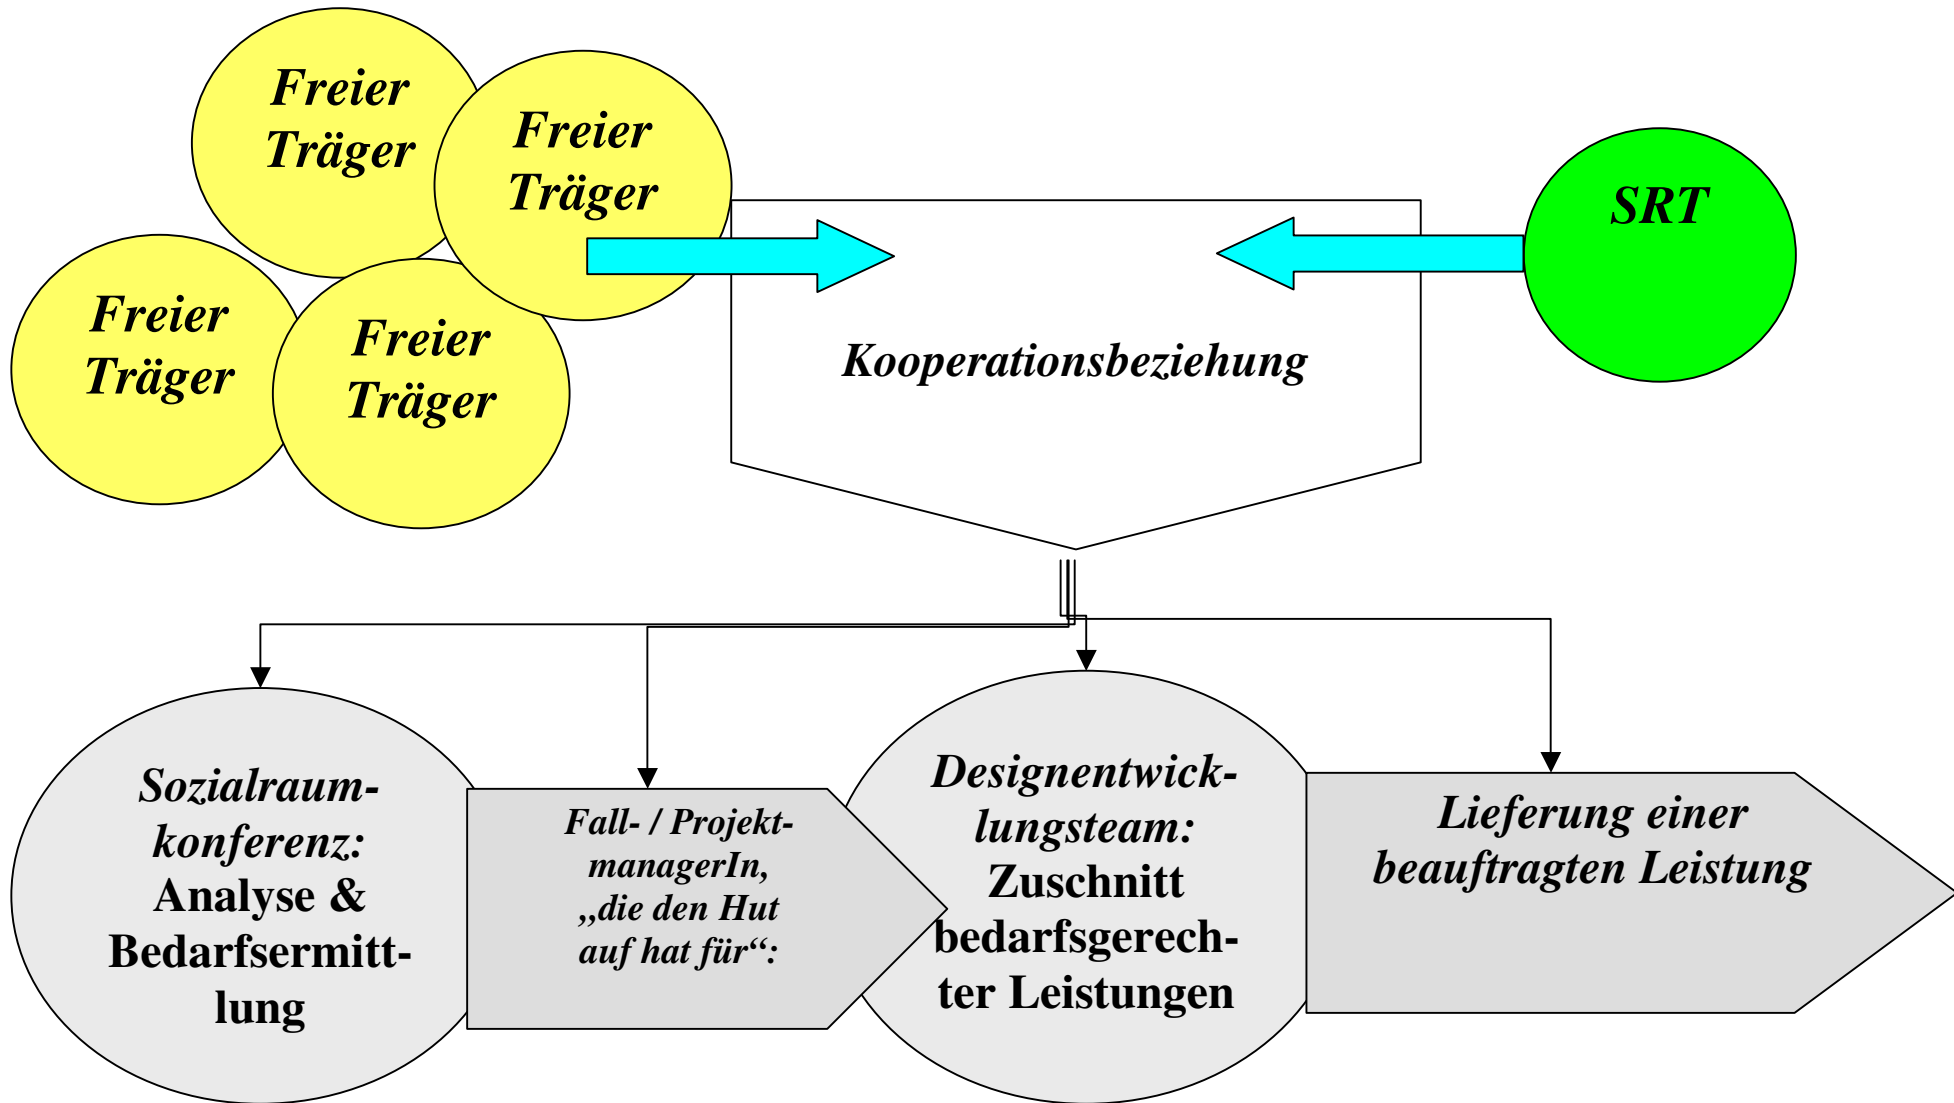 Freier
Träger
Freier
Träger
Freier
Träger
Freier
Träger
SRT
Kooperationsbeziehung
Sozialraum-
konferenz:
Analyse &
Bedarfsermitt-
lung
Fall- / Projekt-
managerIn,
„die den Hut
auf hat für“:
Designentwick-
lungsteam:
Zuschnitt
bedarfsgerech-
ter Leistungen
Lieferung einer
beauftragten Leistung